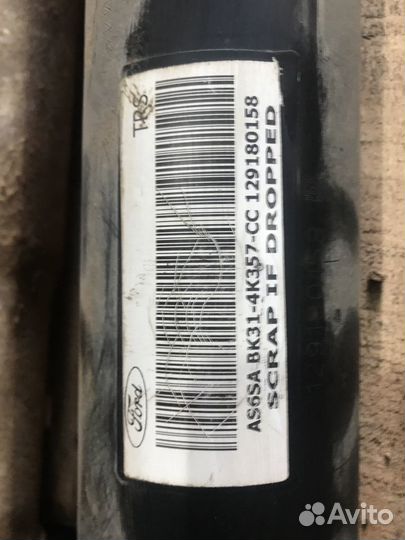 Ford
TRS
AS6SA BK31-4K357-CC 129180158
SCRAP IF DROPPED
Avito